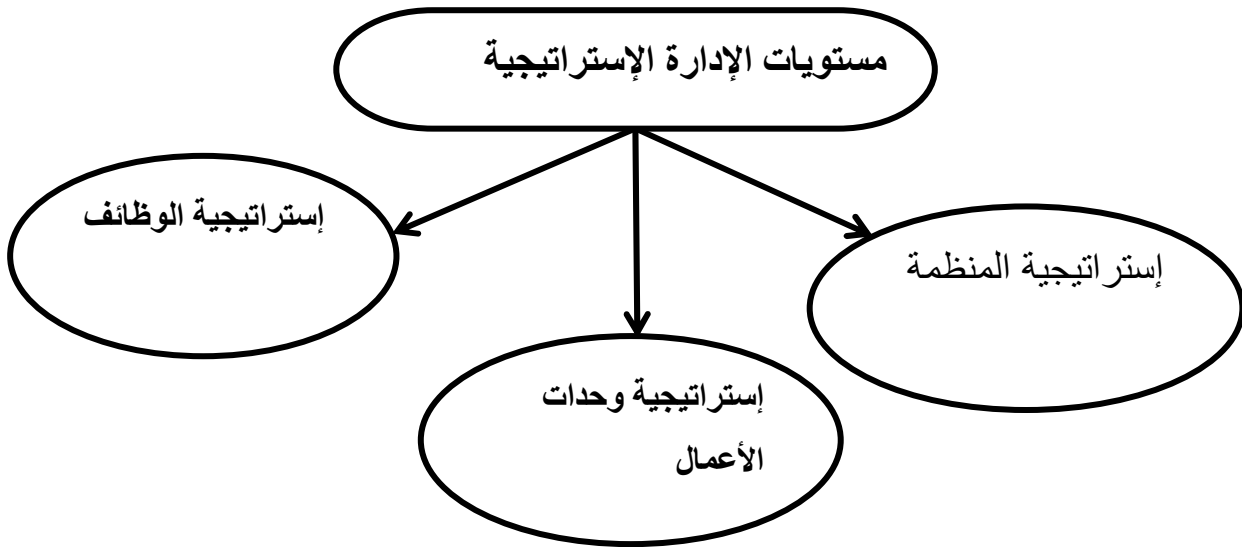 مستويات الإدارة الإستراتيجية
إستراتيجية المنظمة
إستراتيجية وحدات
الأعمال
إستراتيجية الوظائف